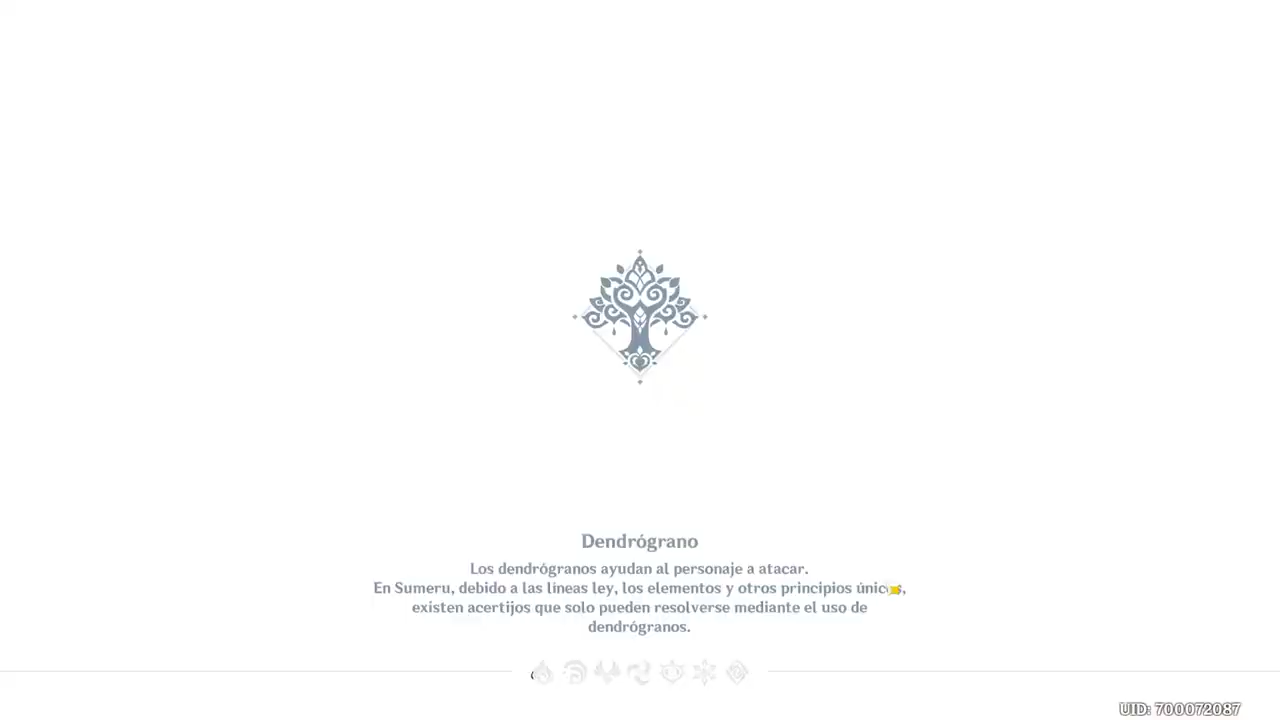 Dendrógrano
Los dendrógranos ayudan al personaje a atacar.
En Sumeru, debido a las líneas ley, los elementos y otros principios únicos,
existen acertijos que solo pueden resolverse mediante el uso de
dendrógranos.
UID: 700072087